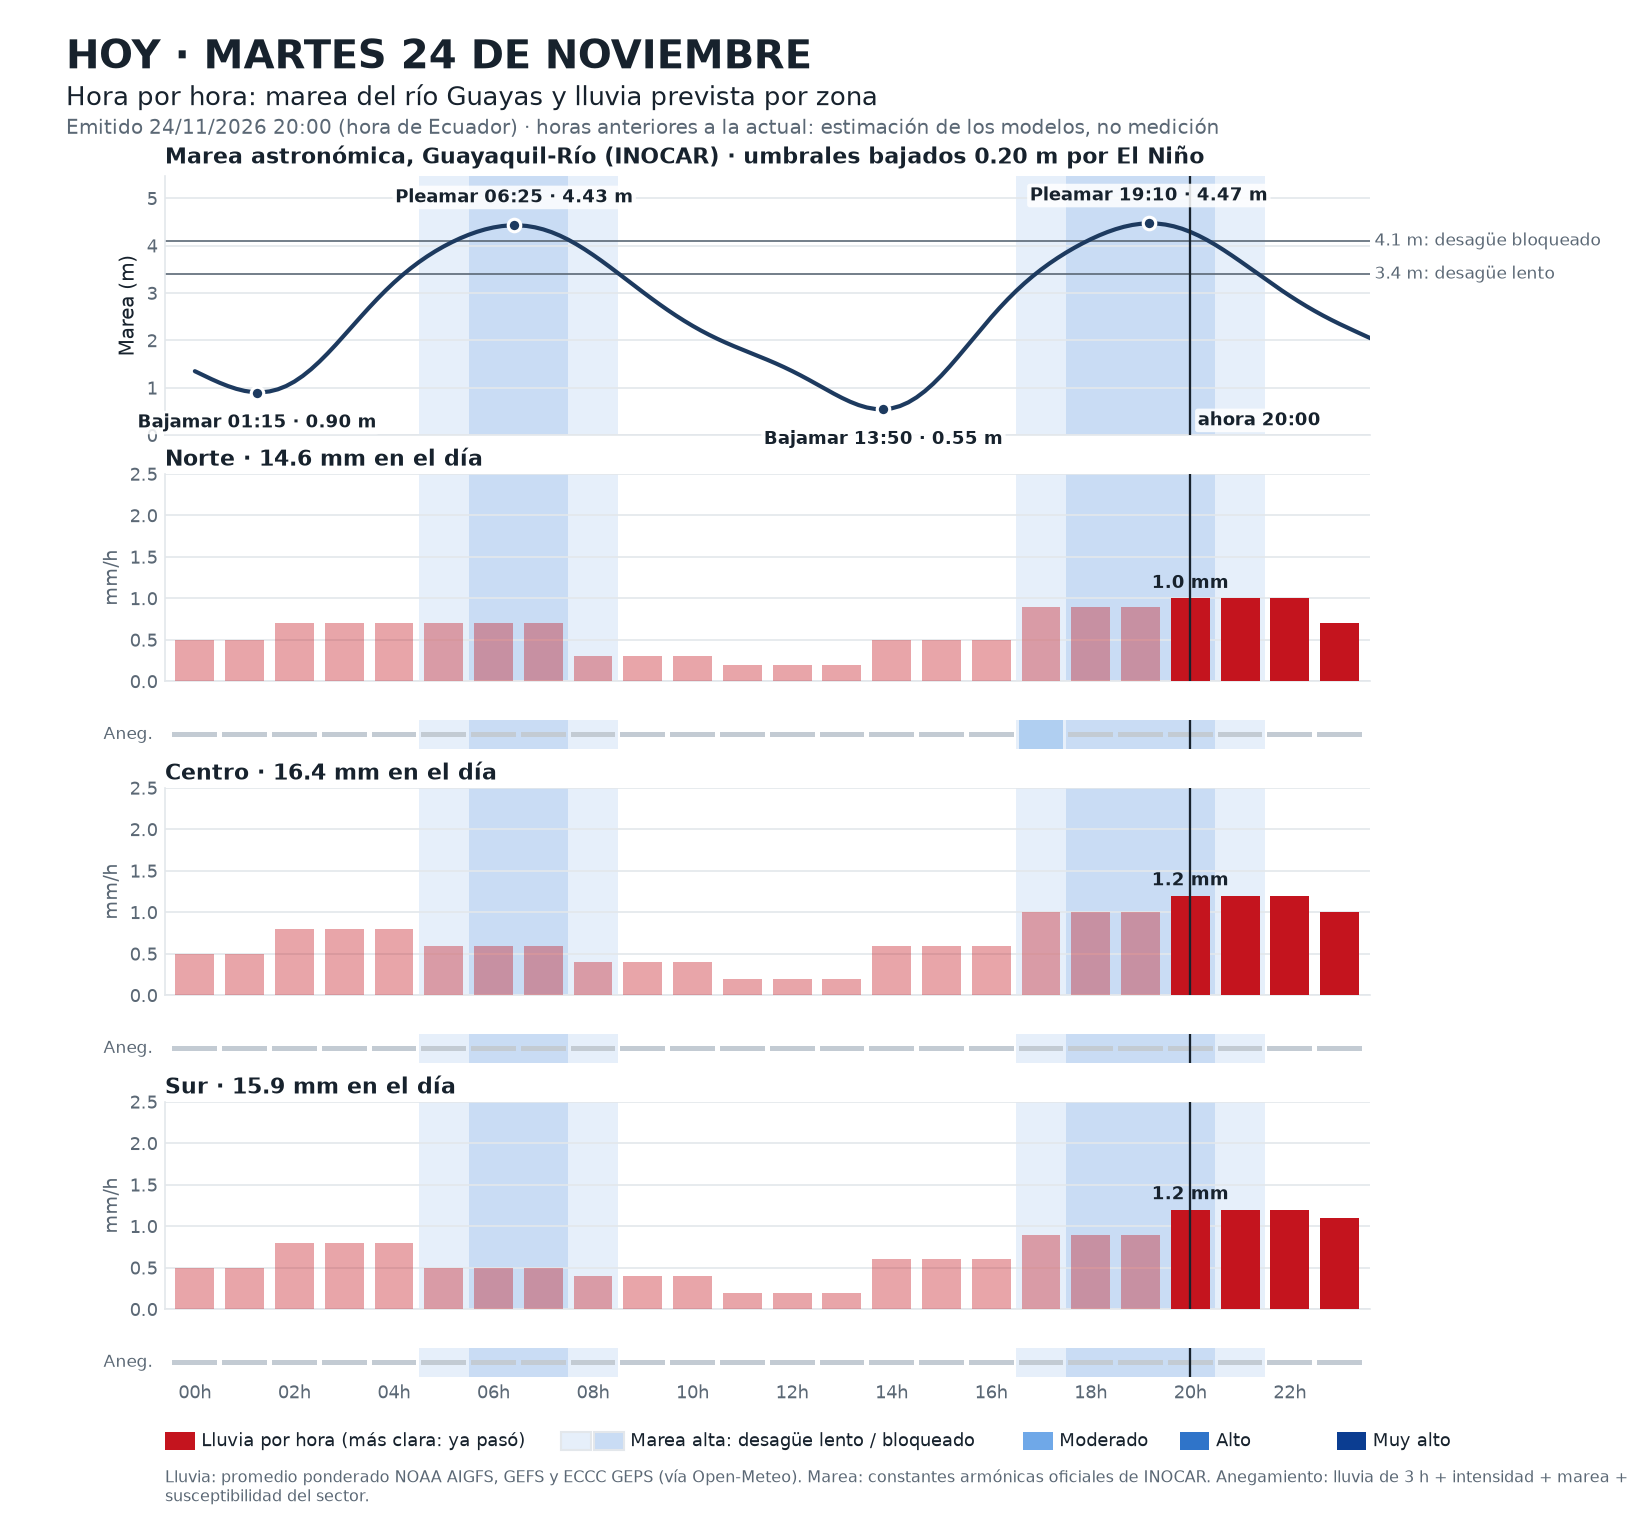 HOY · MARTES 24 DE NOVIEMBRE
Hora por hora: marea del río Guayas y lluvia prevista por zona
Emitido 24/11/2026 20:00 (hora de Ecuador) · horas anteriores a la actual: estimación de los modelos, no medición
Marea astronómica, Guayaquil-Río (INOCAR) · umbrales bajados 0.20 m por El Niño
Marea (m)
5
4
3
2
1
0
Pleamar 06:25 · 4.43 m
Pleamar 19:10 · 4.47 m
4.1 m: desagüe bloqueado
3.4 m: desagüe lento
Bajamar 01:15 · 0.90 m
Bajamar 13:50 · 0.55 m
ahora 20:00
Norte · 14.6 mm en el día
mm/h
2.5
2.0
1.5
1.0
0.5
0.0
1.0 mm
Aneg.
Centro · 16.4 mm en el día
mm/h
2.5
2.0
1.5
1.0
0.5
0.0
1.2 mm
Aneg.
Sur · 15.9 mm en el día
mm/h
2.5
2.0
1.5
1.0
0.5
0.0
1.2 mm
Aneg.
00h 02h 04h 06h 08h 10h 12h 14h 16h 18h 20h 22h
Lluvia por hora (más clara: ya pasó) Marea alta: desagüe lento / bloqueado Moderado Alto Muy alto
Lluvia: promedio ponderado NOAA AIGFS, GEFS y ECCC GEPS (vía Open-Meteo). Marea: constantes armónicas oficiales de INOCAR. Anegamiento: lluvia de 3 h + intensidad + marea +
susceptibilidad del sector.